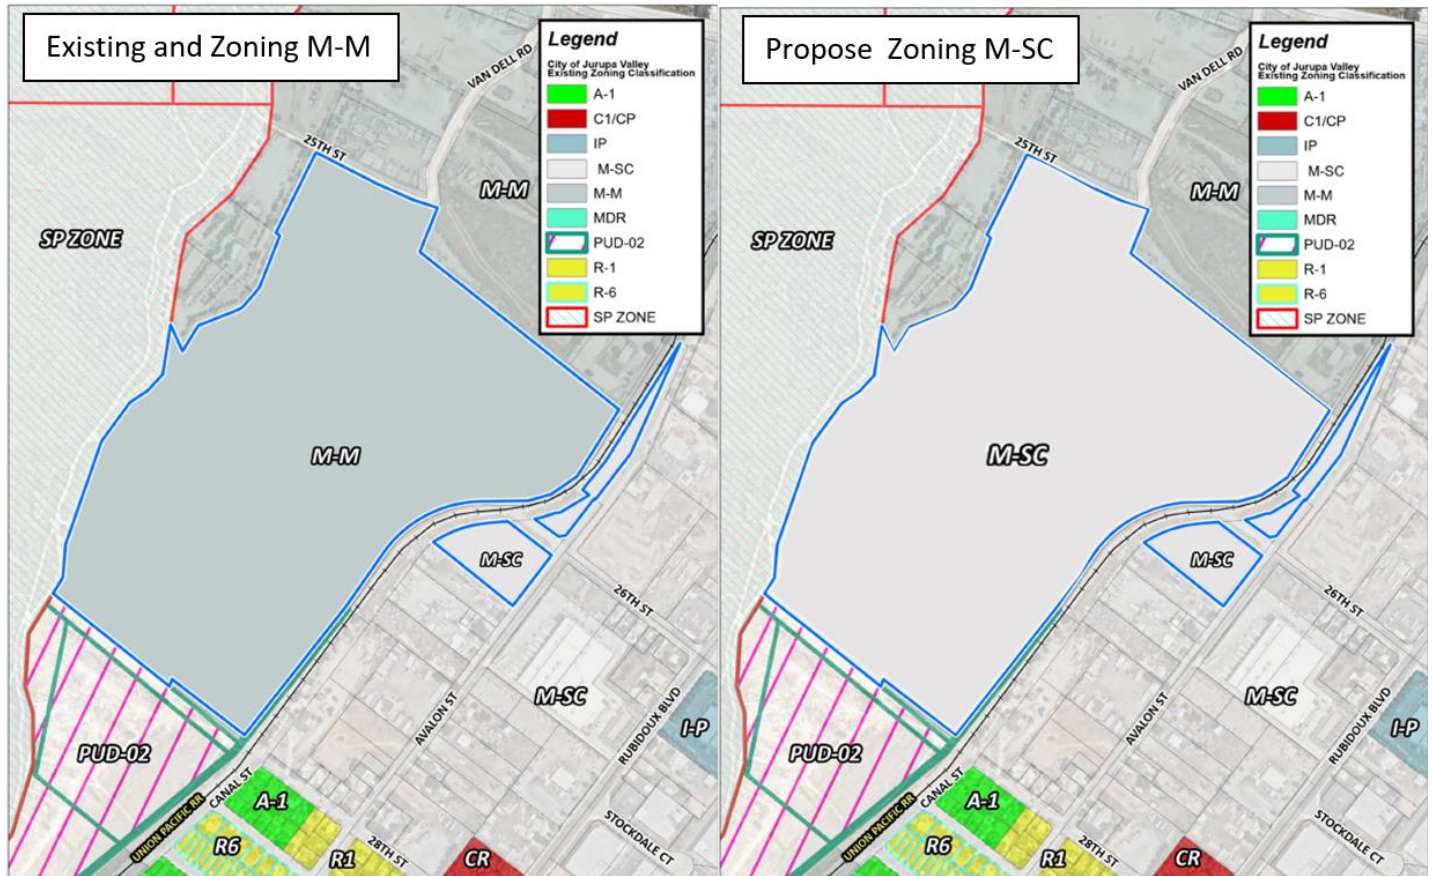 Existing and Zoning M-M
Legend
City of Jurupa Valley
Existing Zoning Classification
A-1
C1/CP
IP
M-SC
M-M
MDR
PUD-02
R-1
R-6
SP ZONE
VAN DELL RD
25TH ST
M-M
SP ZONE
M-M
M-SC
26TH ST
M-SC
AVALON ST
RUBIDOUX BLVD
I-P
PUD-02
CANAL ST
A-1
UNION PACIFIC RR
R6
R1
28TH ST
CR
STOCKDALE CT
Propose  Zoning M-SC
Legend
City of Jurupa Valley
Existing Zoning Classification
A-1
C1/CP
IP
M-SC
M-M
MDR
PUD-02
R-1
R-6
SP ZONE
VAN DELL RD
25TH ST
M-M
SP ZONE
M-SC
M-SC
26TH ST
M-SC
AVALON ST
RUBIDOUX BLVD
I-P
PUD-02
CANAL ST
A-1
UNION PACIFIC RR
R6
R1
28TH ST
CR
STOCKDALE CT